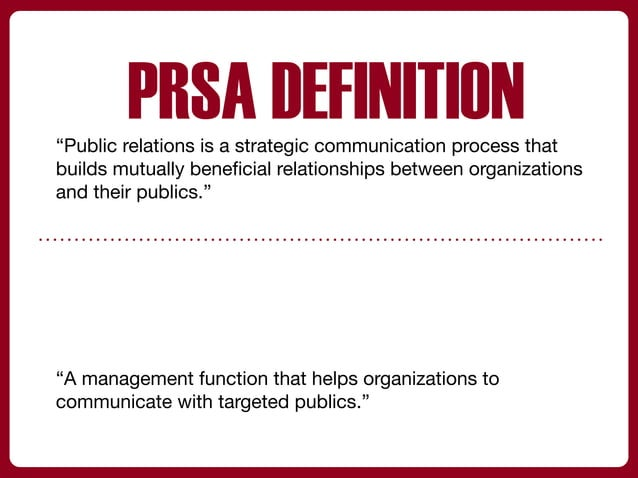 PRSA DEFINITION
“Public relations is a strategic communication process that
builds mutually beneficial relationships between organizations
and their publics.”
“A management function that helps organizations to
communicate with targeted publics.”